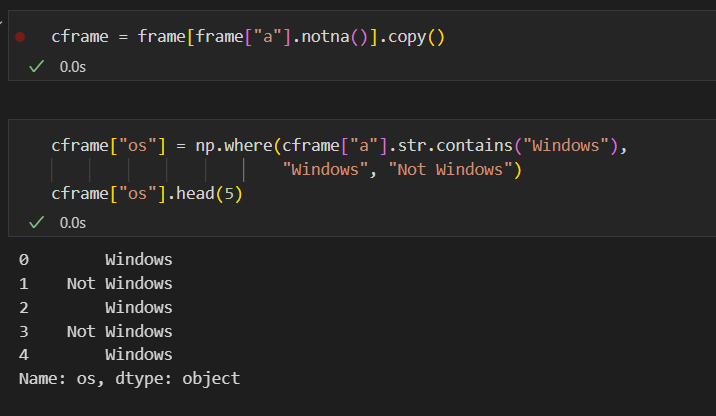 cframe = frame[frame["a"].notna()].copy()
0.0s
cframe["os"] = np.where(cframe["a"].str.contains("Windows"),
                        "Windows", "Not Windows")
cframe["os"].head(5)
0.0s
0        Windows
1    Not Windows
2        Windows
3    Not Windows
4        Windows
Name: os, dtype: object